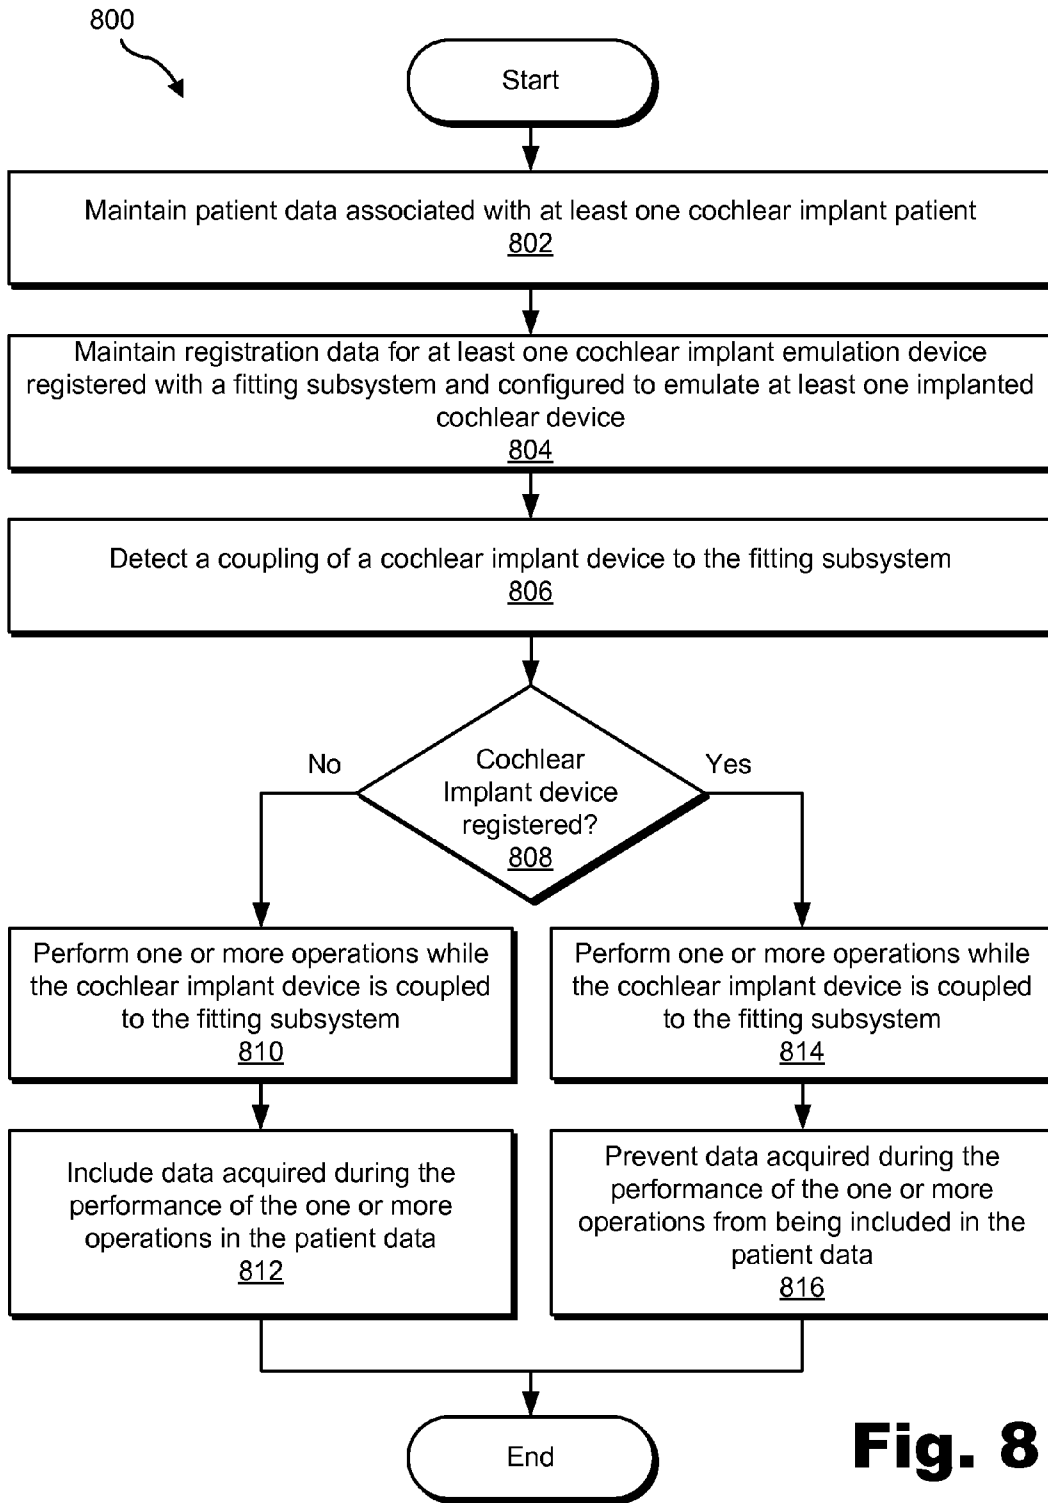 800
Start
Maintain patient data associated with at least one cochlear implant patient
802
Maintain registration data for at least one cochlear implant emulation device
registered with a fitting subsystem and configured to emulate at least one implanted
cochlear device
804
Detect a coupling of a cochlear implant device to the fitting subsystem
806
No
Cochlear
Implant device
registered?
808
Yes
Perform one or more operations while
the cochlear implant device is coupled
to the fitting subsystem
810
Perform one or more operations while
the cochlear implant device is coupled
to the fitting subsystem
814
Include data acquired during the
performance of the one or more
operations in the patient data
812
Prevent data acquired during the
performance of the one or more
operations from being included in the
patient data
816
End
Fig. 8